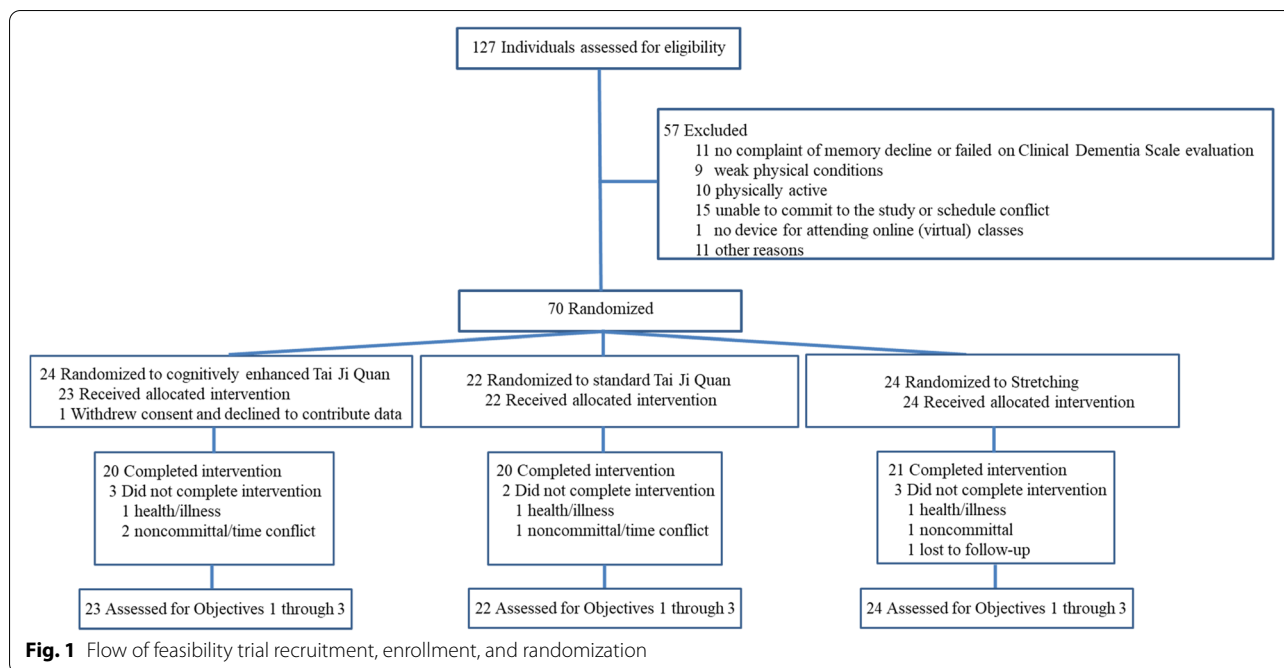 127 Individuals assessed for eligibility
57 Excluded
11 no complaint of memory decline or failed on Clinical Dementia Scale evaluation
9 weak physical conditions
10 physically active
15 unable to commit to the study or schedule conflict
1 no device for attending online (virtual) classes
11 other reasons
70 Randomized
24 Randomized to cognitively enhanced Tai Ji Quan
23 Received allocated intervention
1 Withdrew consent and declined to contribute data
22 Randomized to standard Tai Ji Quan
22 Received allocated intervention
24 Randomized to Stretching
24 Received allocated intervention
20 Completed intervention
3 Did not complete intervention
1 health/illness
2 noncommittal/time conflict
20 Completed intervention
2 Did not complete intervention
1 health/illness
1 noncommittal/time conflict
21 Completed intervention
3 Did not complete intervention
1 health/illness
1 noncommittal
1 lost to follow-up
23 Assessed for Objectives 1 through 3
22 Assessed for Objectives 1 through 3
24 Assessed for Objectives 1 through 3
Fig. 1 Flow of feasibility trial recruitment, enrollment, and randomization